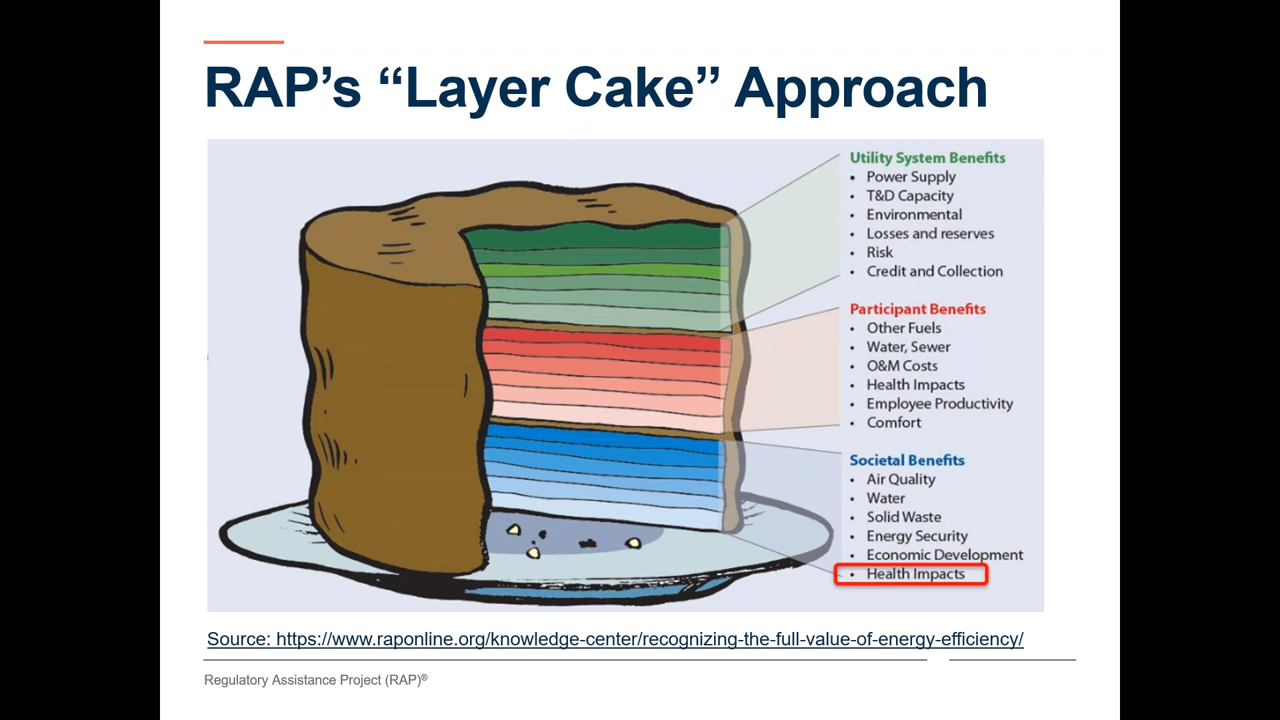 RAP's “Layer Cake” Approach
Utility System Benefits
• Power Supply
• T&D Capacity
• Environmental
• Losses and reserves
• Risk
• Credit and Collection
Participant Benefits
• Other Fuels
• Water, Sewer
• O&M Costs
• Health Impacts
• Employee Productivity
• Comfort
Societal Benefits
• Air Quality
• Water
• Solid Waste
• Energy Security
• Economic Development
• Health Impacts
Source: https://www.raponline.org/knowledge-center/recognizing-the-full-value-of-energy-efficiency/
Regulatory Assistance Project (RAP)®